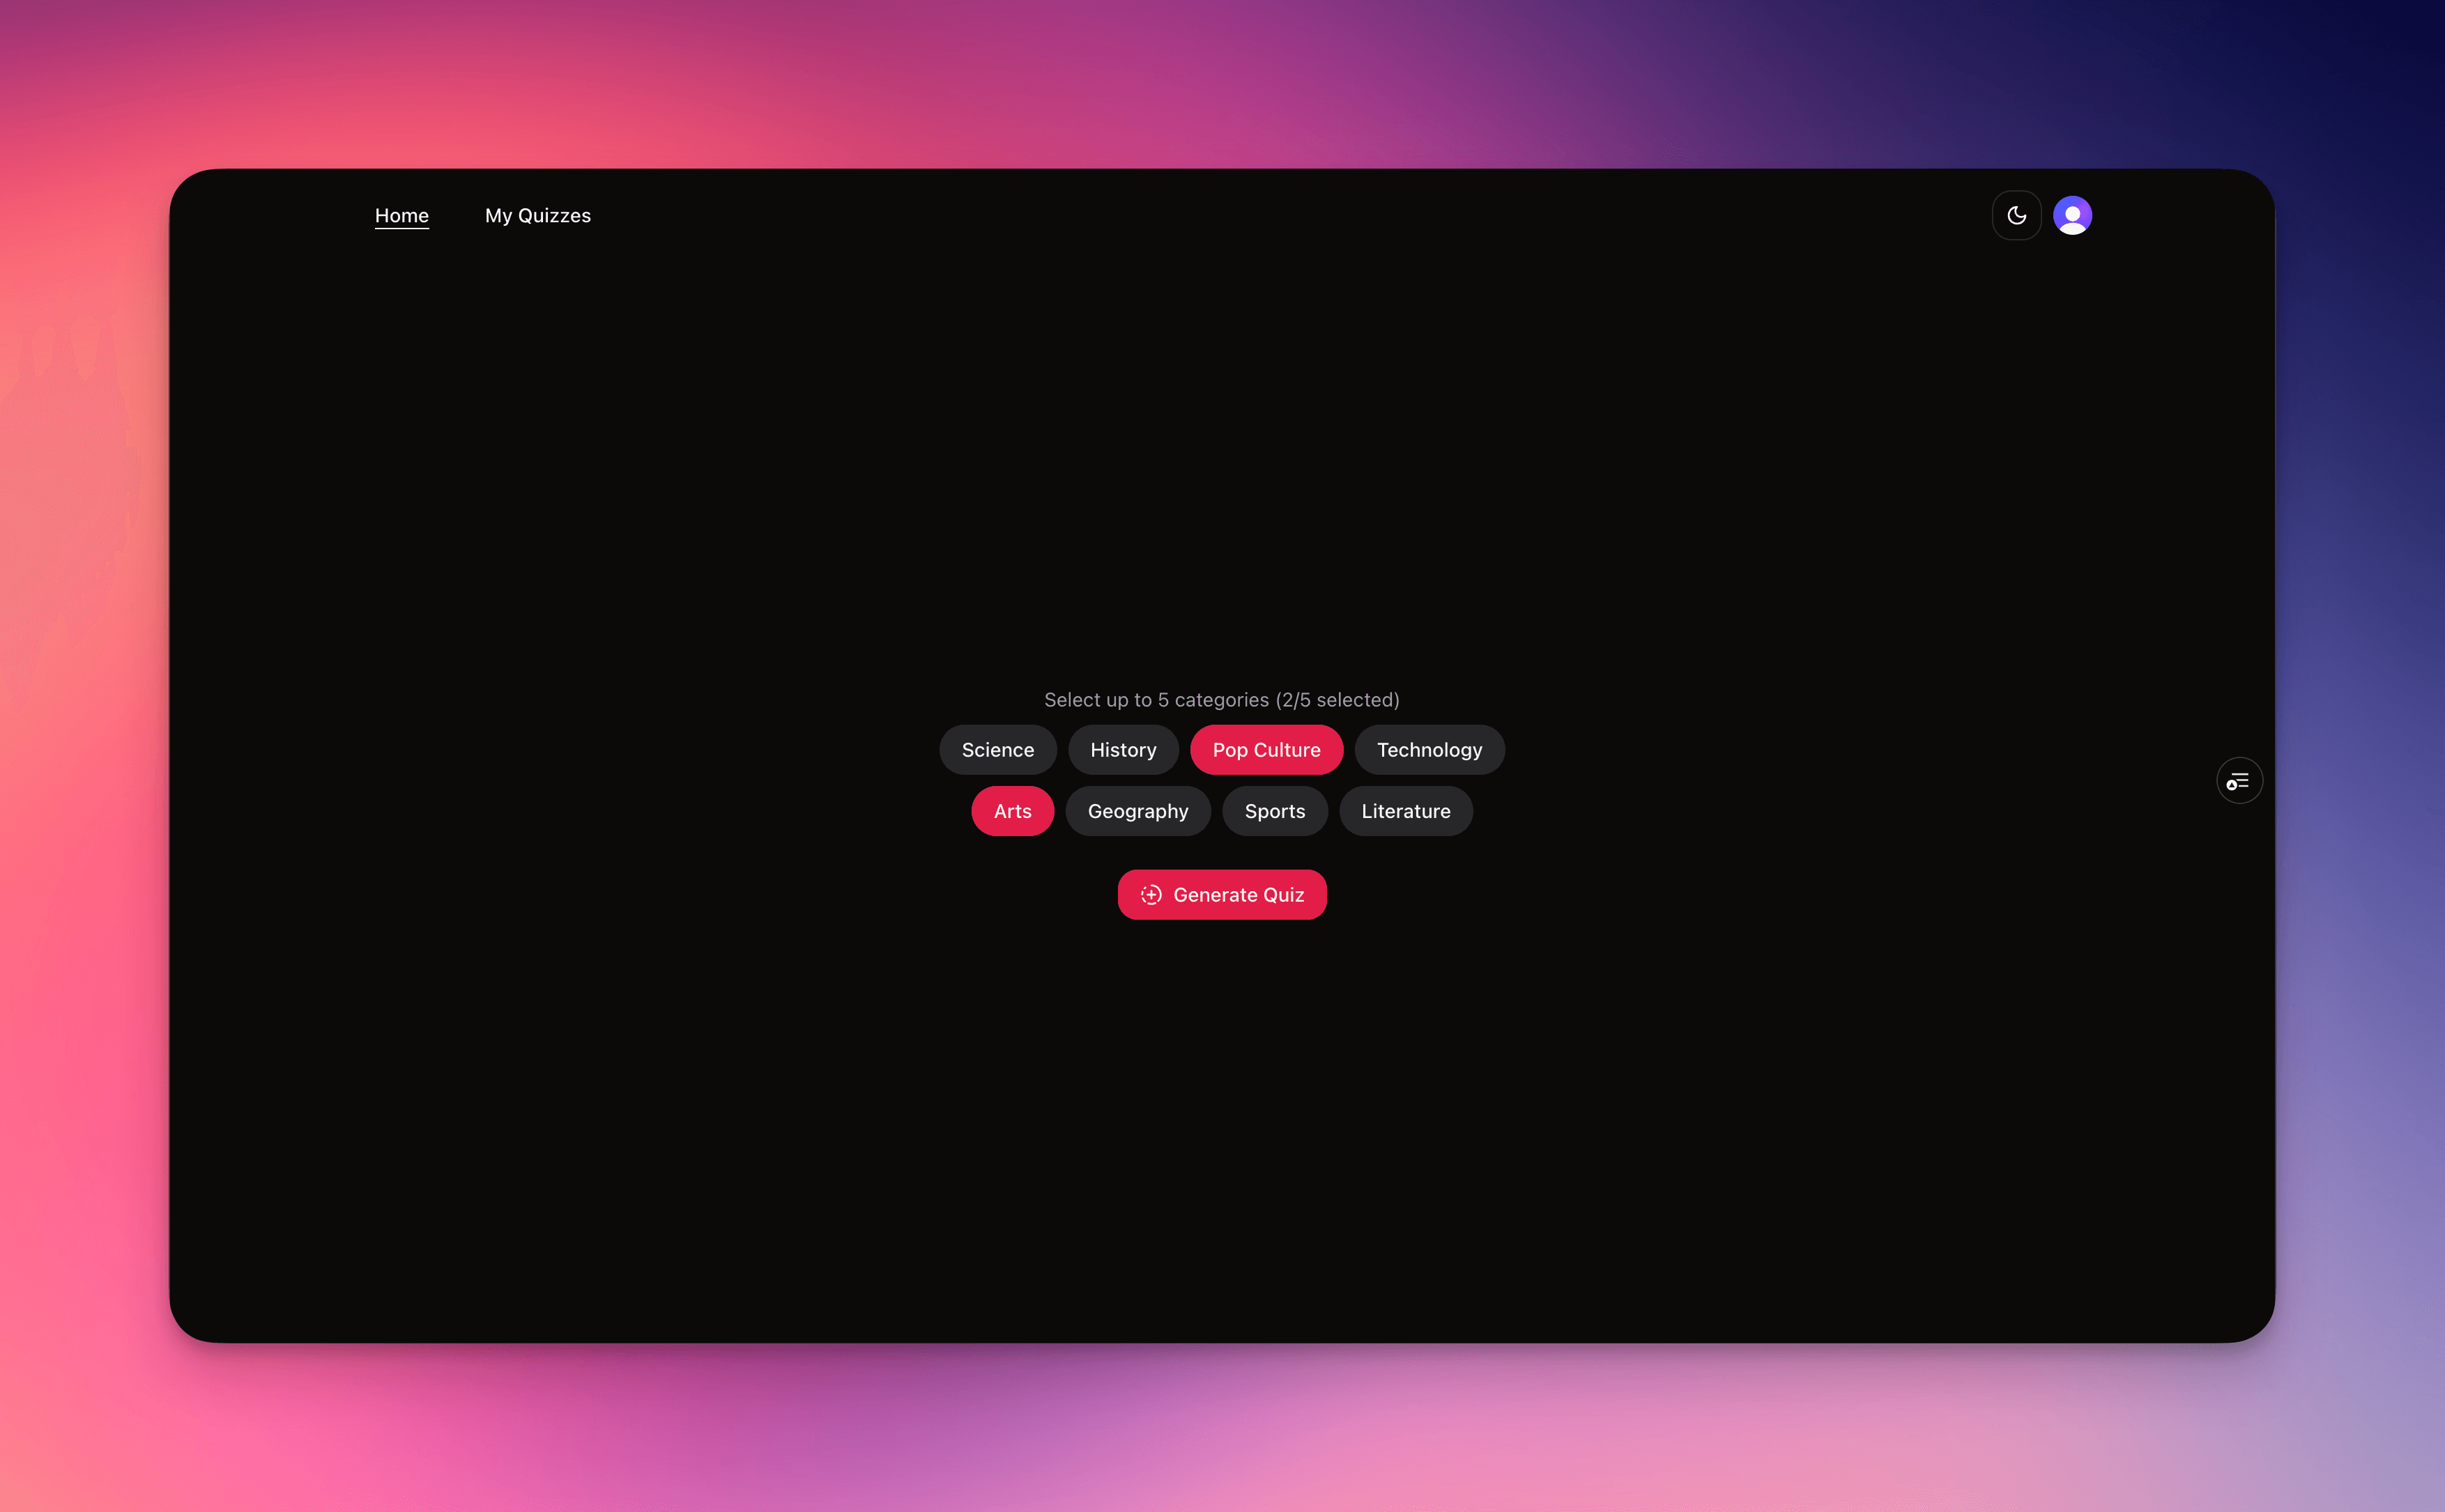 Home My Quizzes
Select up to 5 categories (2/5 selected)
Science History Pop Culture Technology
Arts Geography Sports Literature
Generate Quiz